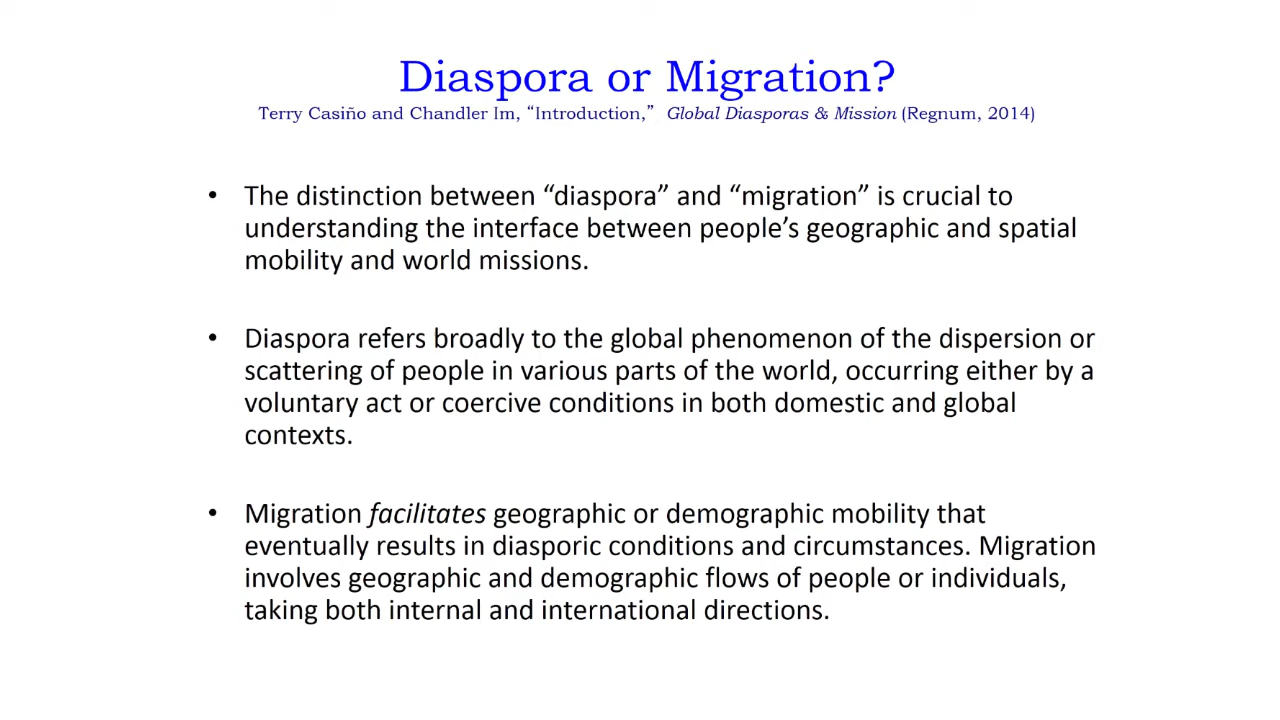 Diaspora or Migration?
Terry Casiño and Chandler Im, “Introduction,” Global Diasporas & Mission (Regnum, 2014)
• The distinction between “diaspora” and “migration” is crucial to
understanding the interface between people’s geographic and spatial
mobility and world missions.
• Diaspora refers broadly to the global phenomenon of the dispersion or
scattering of people in various parts of the world, occurring either by a
voluntary act or coercive conditions in both domestic and global
contexts.
• Migration facilitates geographic or demographic mobility that
eventually results in diasporic conditions and circumstances. Migration
involves geographic and demographic flows of people or individuals,
taking both internal and international directions.